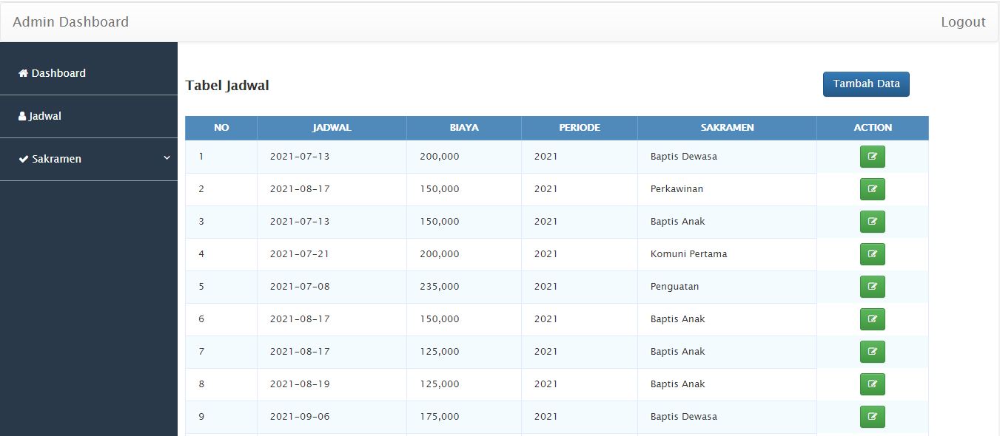 Admin Dashboard Logout
Dashboard
Jadwal
Sakramen
Tabel Jadwal Tambah Data
NO JADWAL BIAYA PERIODE SAKRAMEN ACTION
1 2021-07-13 200,000 2021 Baptis Dewasa
2 2021-08-17 150,000 2021 Perkawinan
3 2021-07-13 150,000 2021 Baptis Anak
4 2021-07-21 200,000 2021 Komuni Pertama
5 2021-07-08 235,000 2021 Penguatan
6 2021-08-17 150,000 2021 Baptis Anak
7 2021-08-17 125,000 2021 Baptis Anak
8 2021-08-19 125,000 2021 Baptis Anak
9 2021-09-06 175,000 2021 Baptis Dewasa